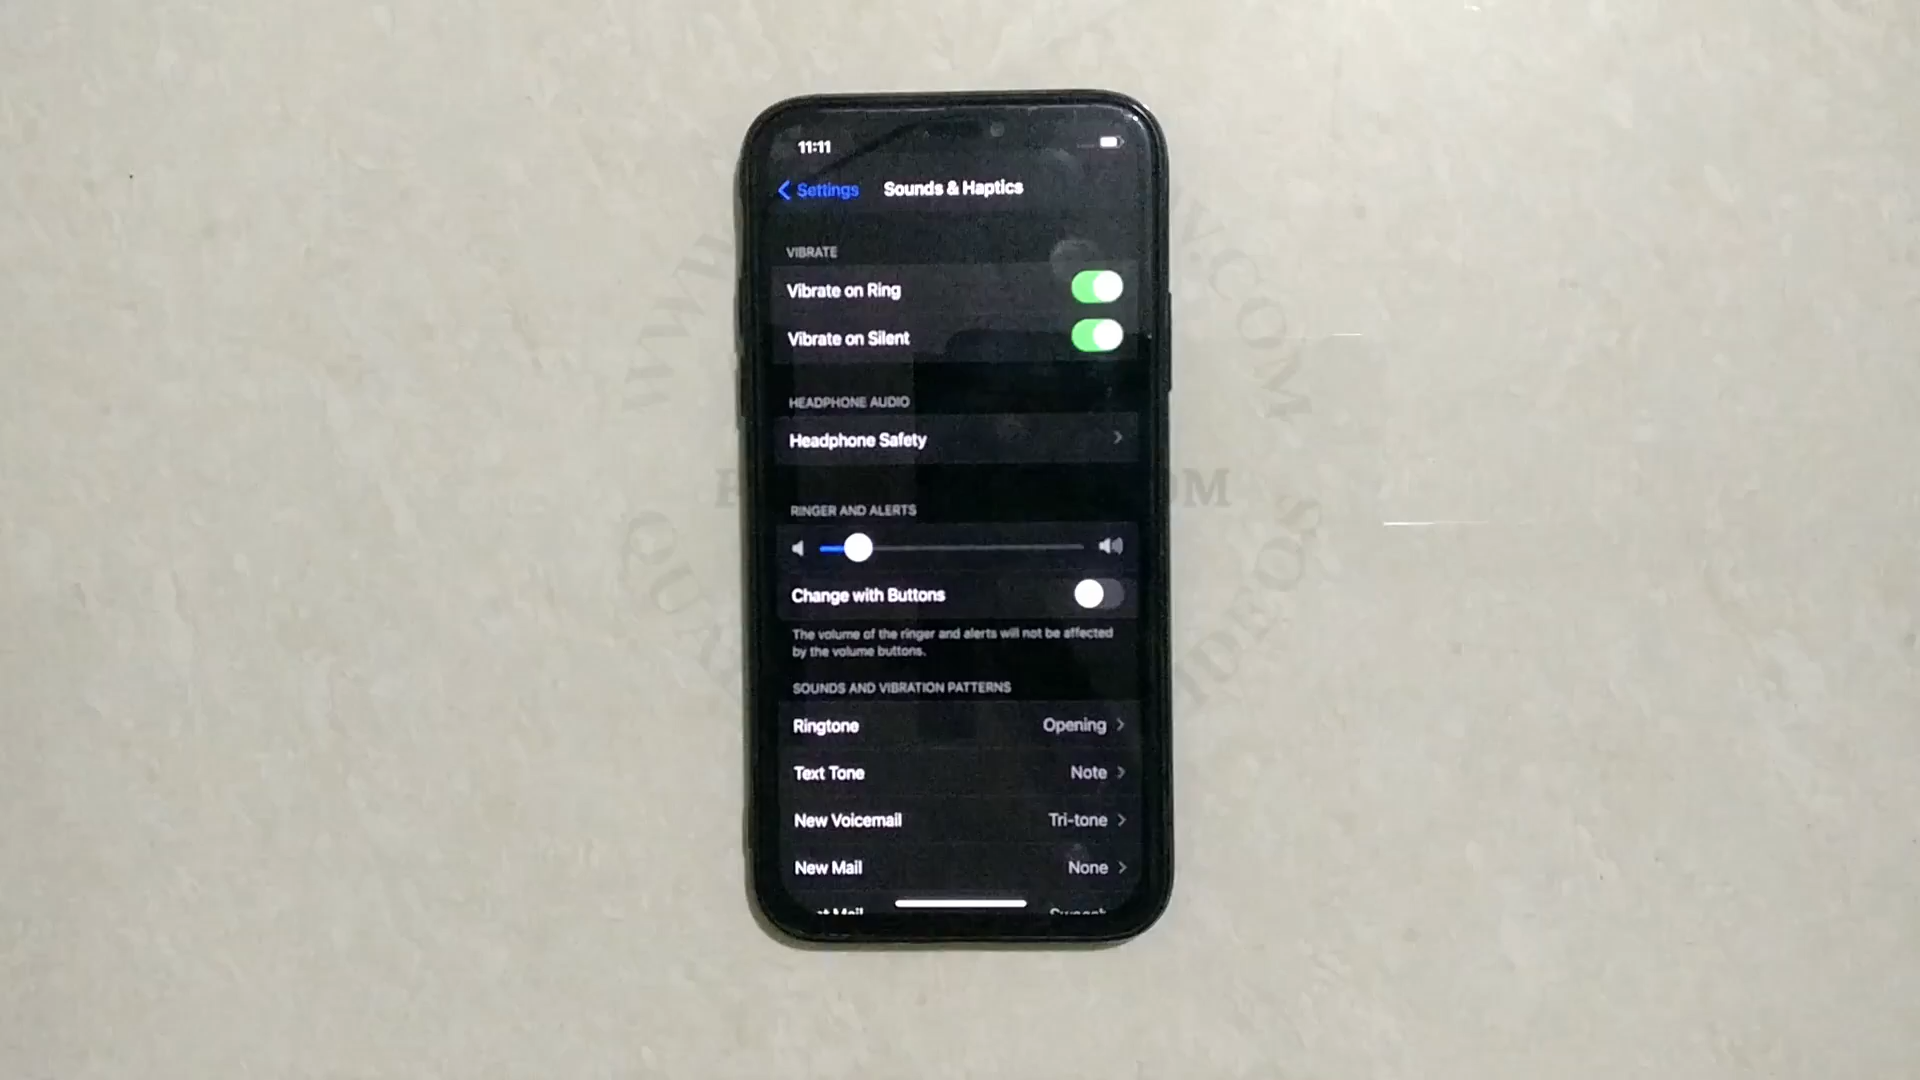 11:11
Settings
Sounds & Haptics
VIBRATE
Vibrate on Ring
Vibrate on Silent
HEADPHONE AUDIO
Headphone Safety
RINGER AND ALERTS
Change with Buttons
The volume of the ringer and alerts will not be affected
by the volume buttons.
SOUNDS AND VIBRATION PATTERNS
Ringtone Opening
Text Tone Note
New Voicemail Tri-tone
New Mail None